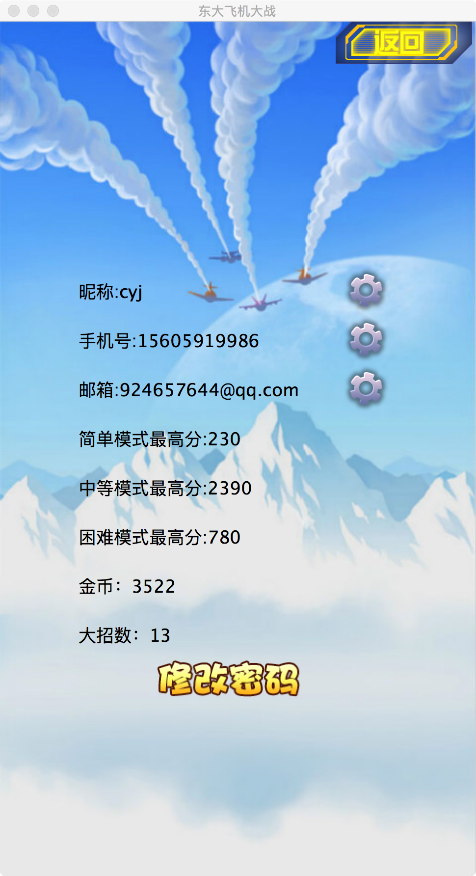 东大飞机大战
返回
昵称:cyj
手机号:15605919986
邮箱:924657644@qq.com
简单模式最高分:230
中等模式最高分:2390
困难模式最高分:780
金币：3522
大招数：13
修改密码